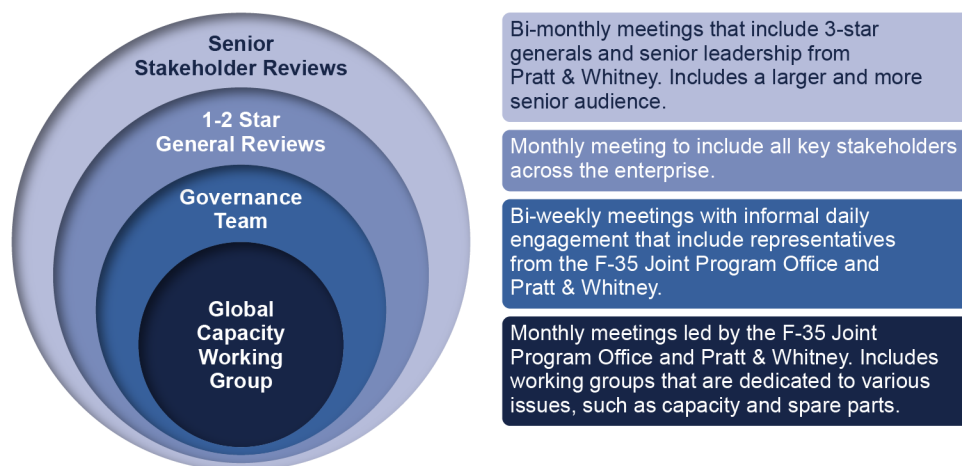 Senior
Stakeholder Reviews
1-2 Star
General Reviews
Governance
Team
Global
Capacity
Working
Group
Bi-monthly meetings that include 3-star
generals and senior leadership from
Pratt & Whitney. Includes a larger and more
senior audience.
Monthly meeting to include all key stakeholders
across the enterprise.
Bi-weekly meetings with informal daily
engagement that include representatives
from the F-35 Joint Program Office and
Pratt & Whitney.
Monthly meetings led by the F-35 Joint
Program Office and Pratt & Whitney. Includes
working groups that are dedicated to various
issues, such as capacity and spare parts.